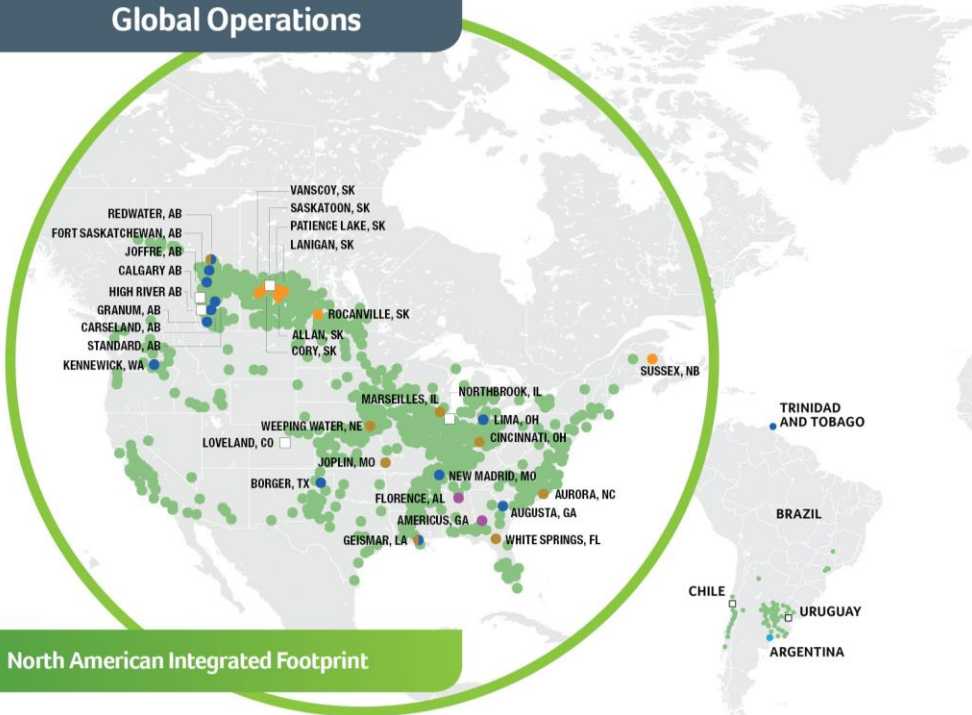 Global Operations
VANSCOY, SK
SASKATOON, SK
PATIENCE LAKE, SK
LANIGAN, SK
REDWATER, AB
FORT SASKATCHEWAN, AB
JOFFRE, AB
CALGARY AB
HIGH RIVER AB
GRANUM, AB
CARSELAND, AB
STANDARD, AB
KENNEWICK, WA
ROCANVILLE, SK
ALLAN, SK
CORY, SK
SUSSEX, NB
MARSEILLES, IL
NORTHBROOK, IL
WEEPING WATER, NE
LIMA, OH
LOVELAND, CO
CINCINNATI, OH
JOPLIN, MO
BORGER, TX
NEW MADRID, MO
FLORENCE, AL
AURORA, NC
AMERICUS, GA
AUGUSTA, GA
GEISMAR, LA
WHITE SPRINGS, FL
TRINIDAD
AND TOBAGO
BRAZIL
CHILE
URUGUAY
ARGENTINA
North American Integrated Footprint